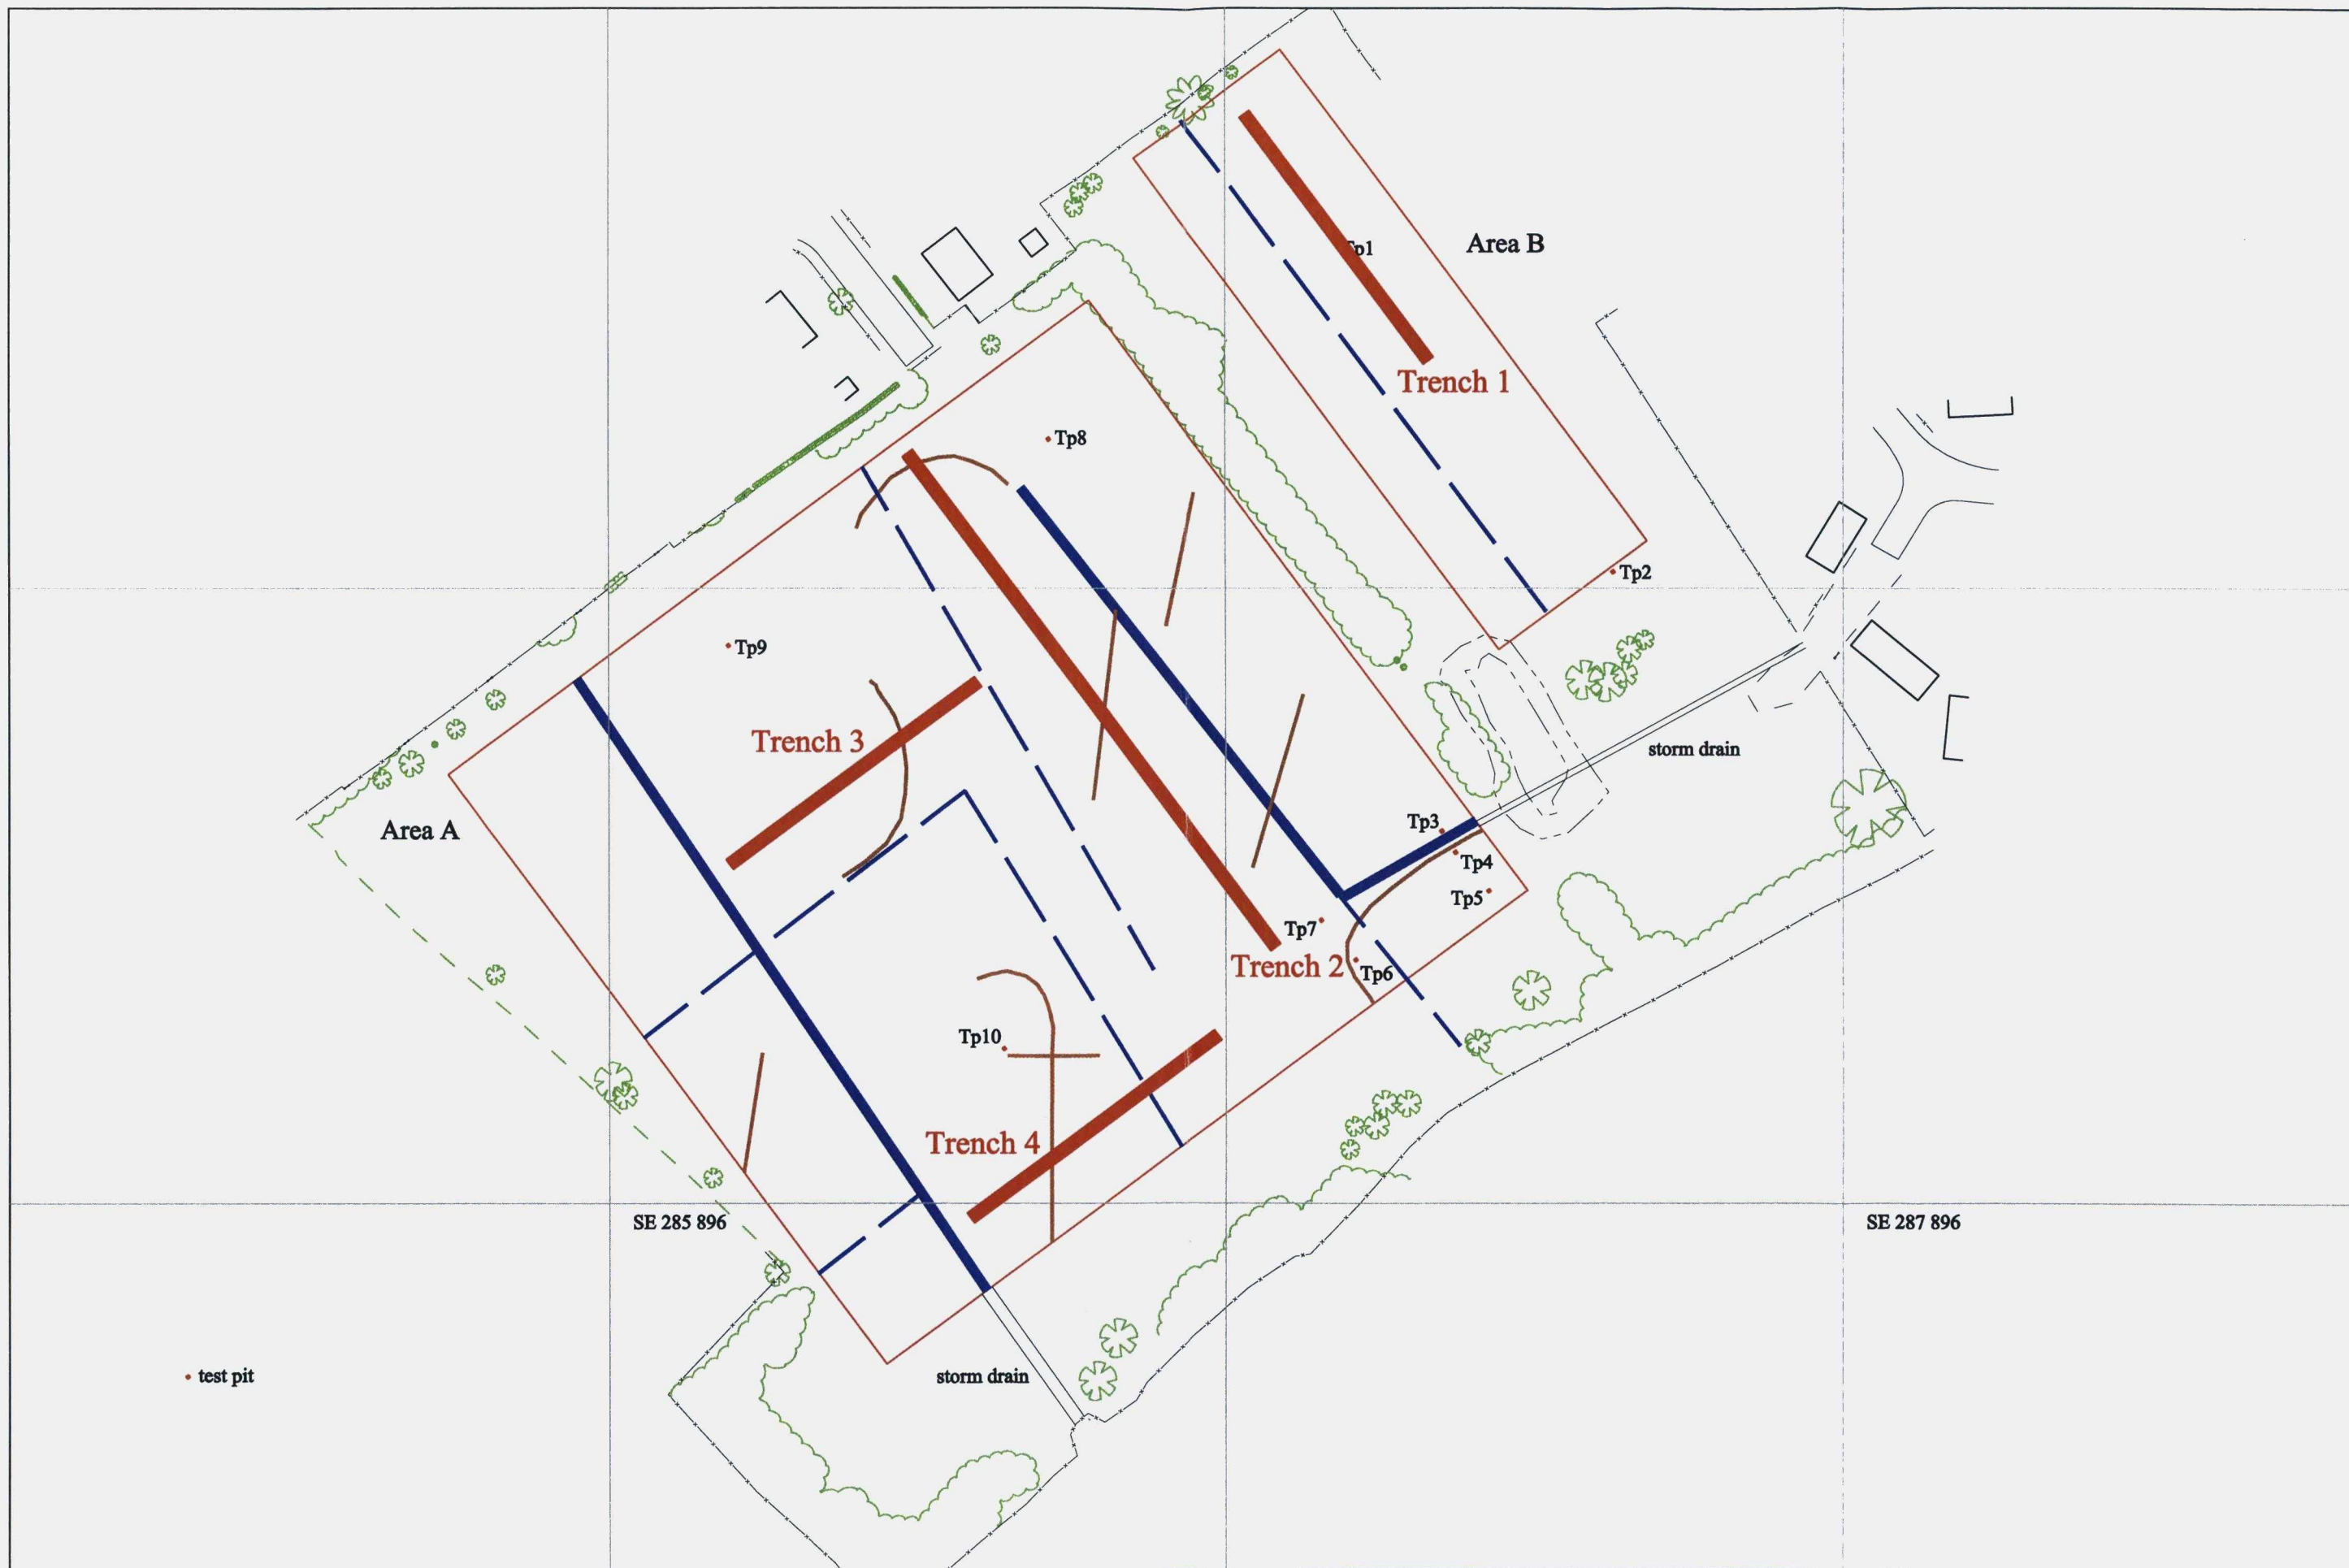 Area B
Tp1
Trench 1
Tp8
Tp2
Tp9
Trench 3
storm drain
Area A
Tp3
Tp4
Tp5
Tp7
Trench 2
Tp6
Tp10
Trench 4
SE 285 896
SE 287 896
test pit
storm drain